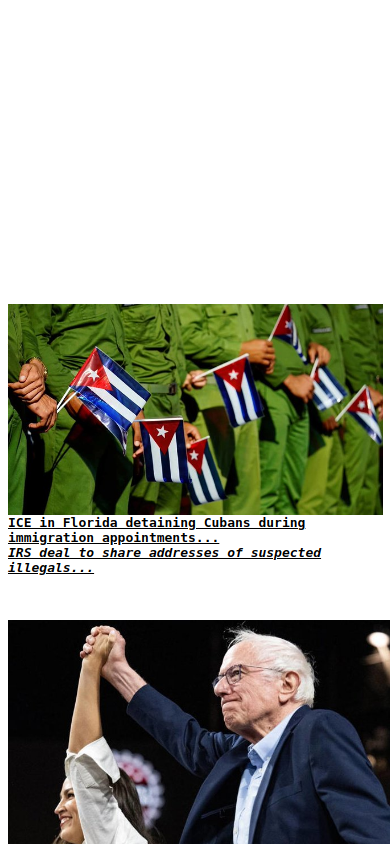 ICE in Florida detaining Cubans during
immigration appointments...
IRS deal to share addresses of suspected
illegals...